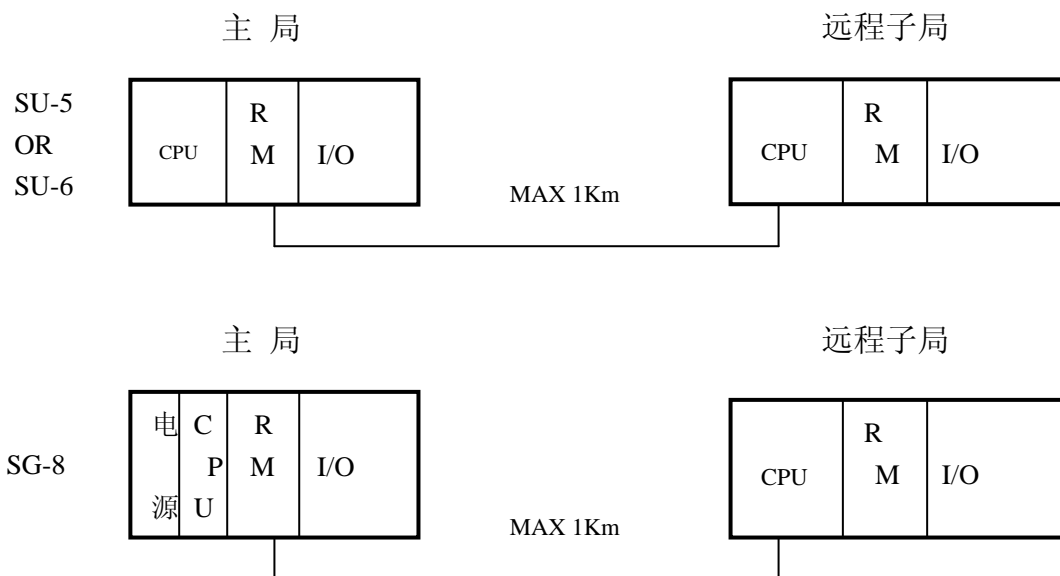 主 局 远程子局
SU-5
OR
SU-6
CPU
R
M
I/O
MAX 1Km
CPU
R
M
I/O
主 局 远程子局
SG-8
电
源
C
P
U
R
M
I/O
MAX 1Km
CPU
R
M
I/O